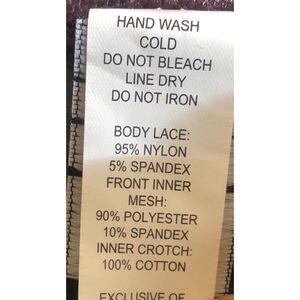 HAND WASH
COLD
DO NOT BLEACH
LINE DRY
DO NOT IRON
BODY LACE:
95% NYLON
5% SPANDEX
FRONT INNER
MESH:
90% POLYESTER
10% SPANDEX
INNER CROTCH:
100% COTTON
EXCLUSIVE OF